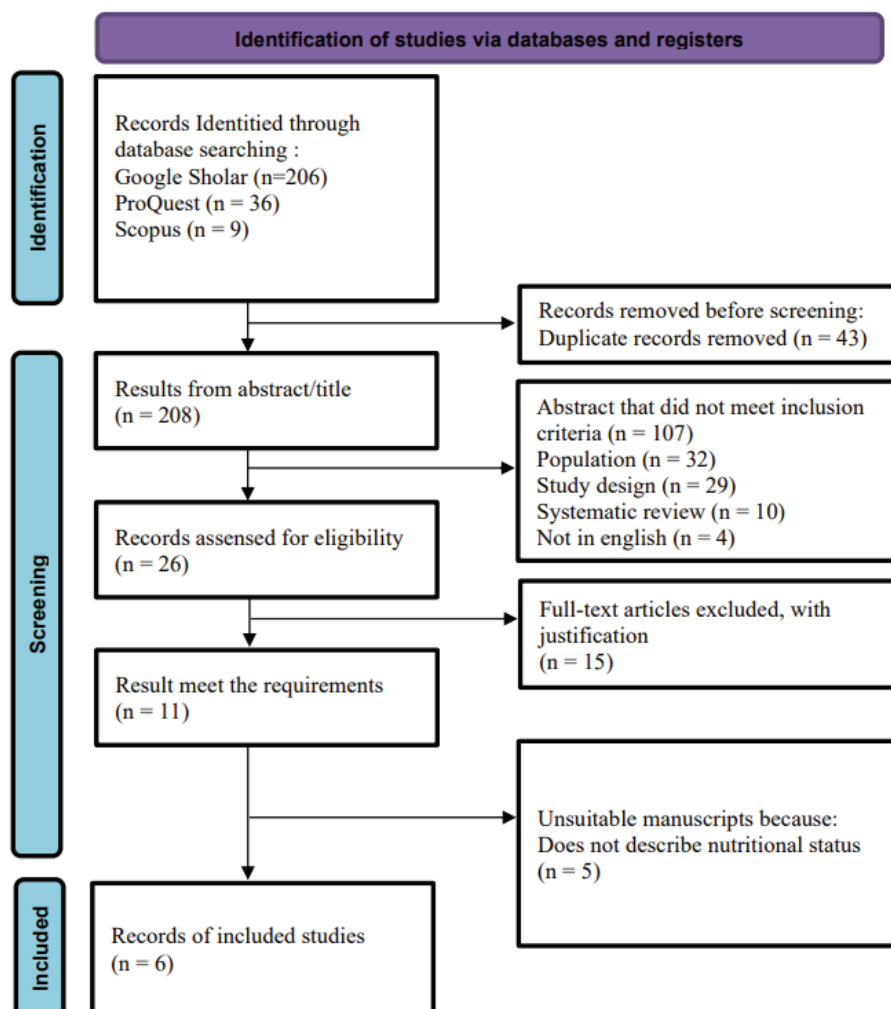 Identification of studies via databases and registers
Identification
Records Identitied through
database searching :
Google Sholar (n=206)
ProQuest (n = 36)
Scopus (n = 9)
Records removed before screening:
Duplicate records removed (n = 43)
Screening
Results from abstract/title
(n = 208)
Abstract that did not meet inclusion
criteria (n = 107)
Population (n = 32)
Study design (n = 29)
Systematic review (n = 10)
Not in english (n = 4)
Records assensed for eligibility
(n = 26)
Full-text articles excluded, with
justification
(n = 15)
Result meet the requirements
(n = 11)
Unsuitable manuscripts because:
Does not describe nutritional status
(n = 5)
Included
Records of included studies
(n = 6)